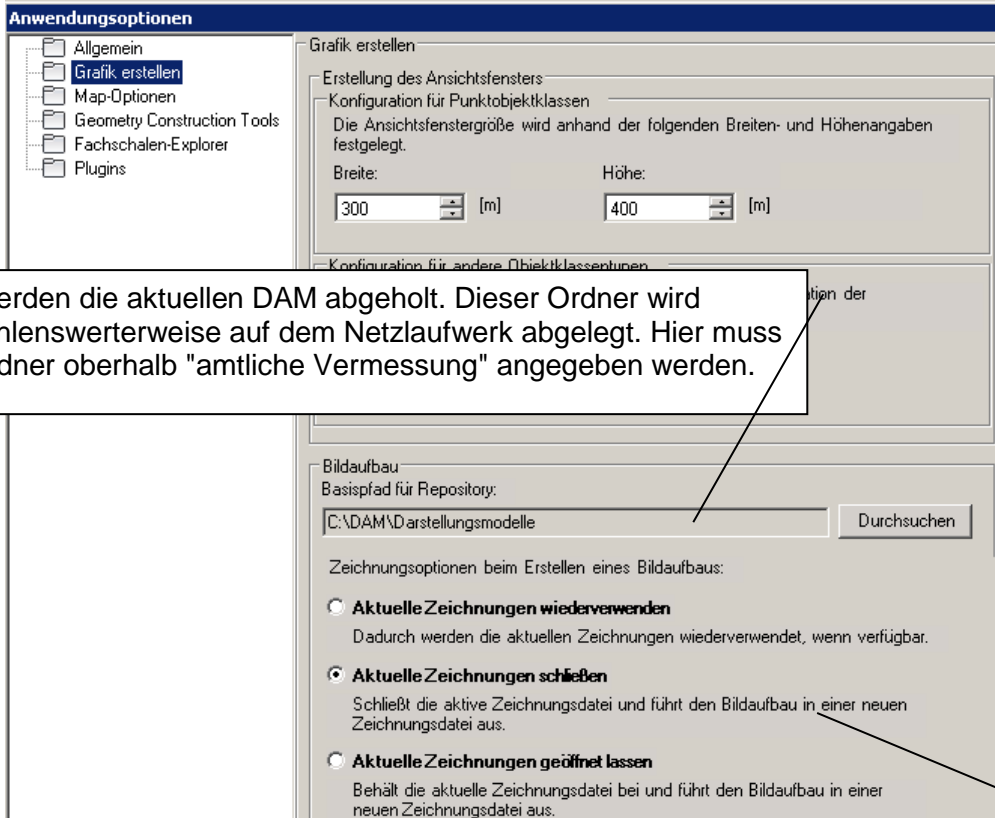 Anwendungsoptionen
Allgemein
Grafik erstellen
Map-Optionen
Geometry Construction Tools
Fachschalen-Explorer
Plugins
Grafik erstellen
Erstellung des Ansichtsfensters
Konfiguration für Punktobjektklassen
Die Ansichtsfenstergröße wird anhand der folgenden Breiten- und Höhenangaben
festgelegt.
Breite:
Höhe:
300
[m]
400
[m]
Konfiguration für andere Objektklassentypen
der
die aktuellen DAM abgeholt. Dieser Ordner wird
auf dem Netzlaufwerk abgelegt. Hier muss
oberhalb "amtliche Vermessung" angegeben werden.
Bildaufbau
Basispfad für Repository:
C:\DAM\Darstellungsmodelle
Durchsuchen
Zeichnungsoptionen beim Erstellen eines Bildaufbaus:
Aktuelle Zeichnungen wiederverwenden
Dadurch werden die aktuellen Zeichnungen wiederverwendet, wenn verfügbar.
Aktuelle Zeichnungen schließen
Schließt die aktive Zeichnungsdatei und führt den Bildaufbau in einer neuen
Zeichnungsdatei aus.
Aktuelle Zeichnungen geöffnet lassen
Behält die aktuelle Zeichnungsdatei bei und führt den Bildaufbau in einer
neuen Zeichnungsdatei aus.